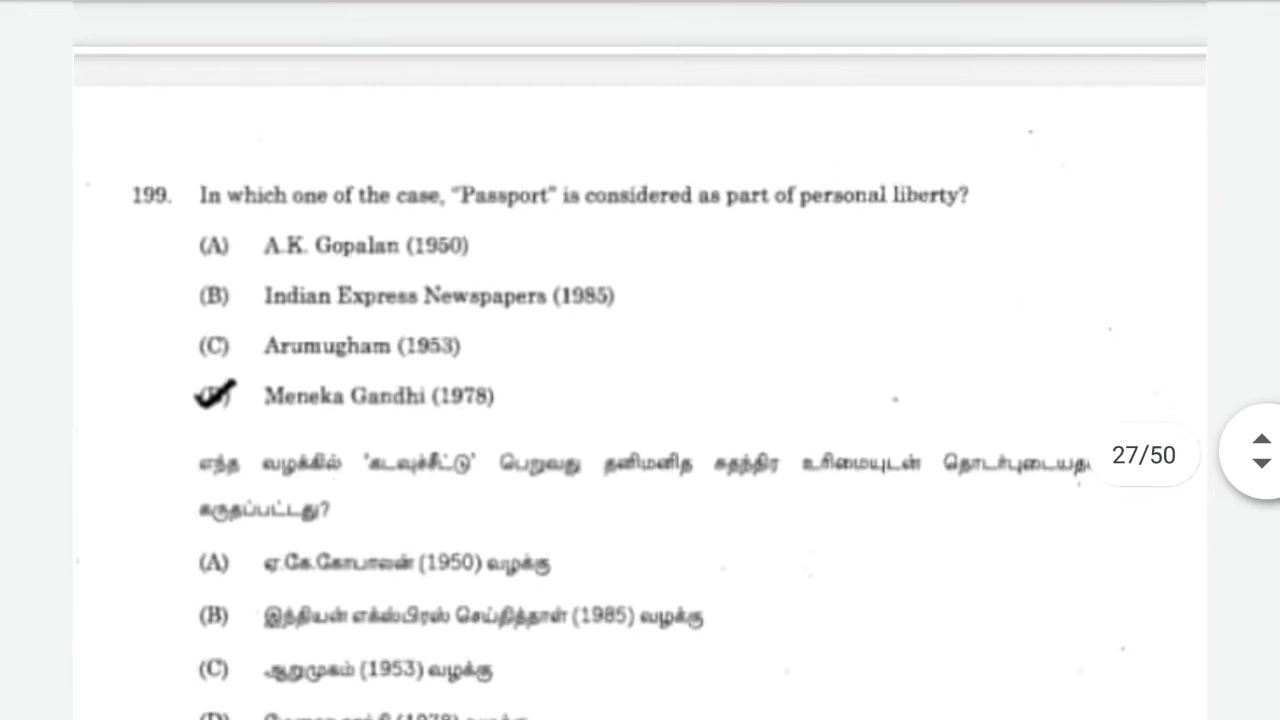 199. In which one of the case, "Passport" is considered as part of personal liberty?
(A) A.K. Gopalan (1950)
(B) Indian Express Newspapers (1985)
(C) Arumugham (1953)
Meneka Gandhi (1978)
எந்த வழக்கில் 'கடவுச்சீட்டு' பெறுவது தனிமனித சுதந்திர உரிமையுடன் தொடர்புடையது
27/50
கருதப்பட்டது?
(A) ஏ.கே.கோபாலன் (1950) வழக்கு
(B) இந்தியன் எக்ஸ்பிரஸ் செய்தித்தாள் (1985) வழக்கு
(C) ஆறுமுகம் (1953) வழக்கு